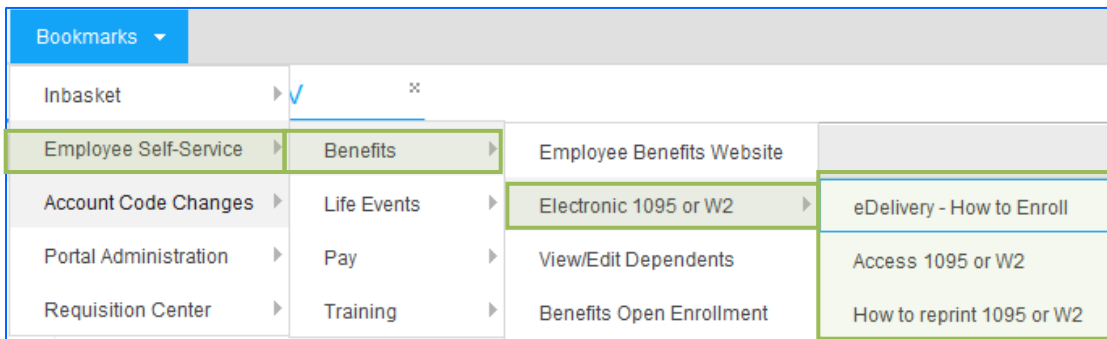 Bookmarks
Inbasket
V
Employee Self-Service
Benefits
Employee Benefits Website
Account Code Changes
Life Events
Electronic 1095 or W2
eDelivery - How to Enroll
Portal Administration
Pay
View/Edit Dependents
Access 1095 or W2
Requisition Center
Training
Benefits Open Enrollment
How to reprint 1095 or W2